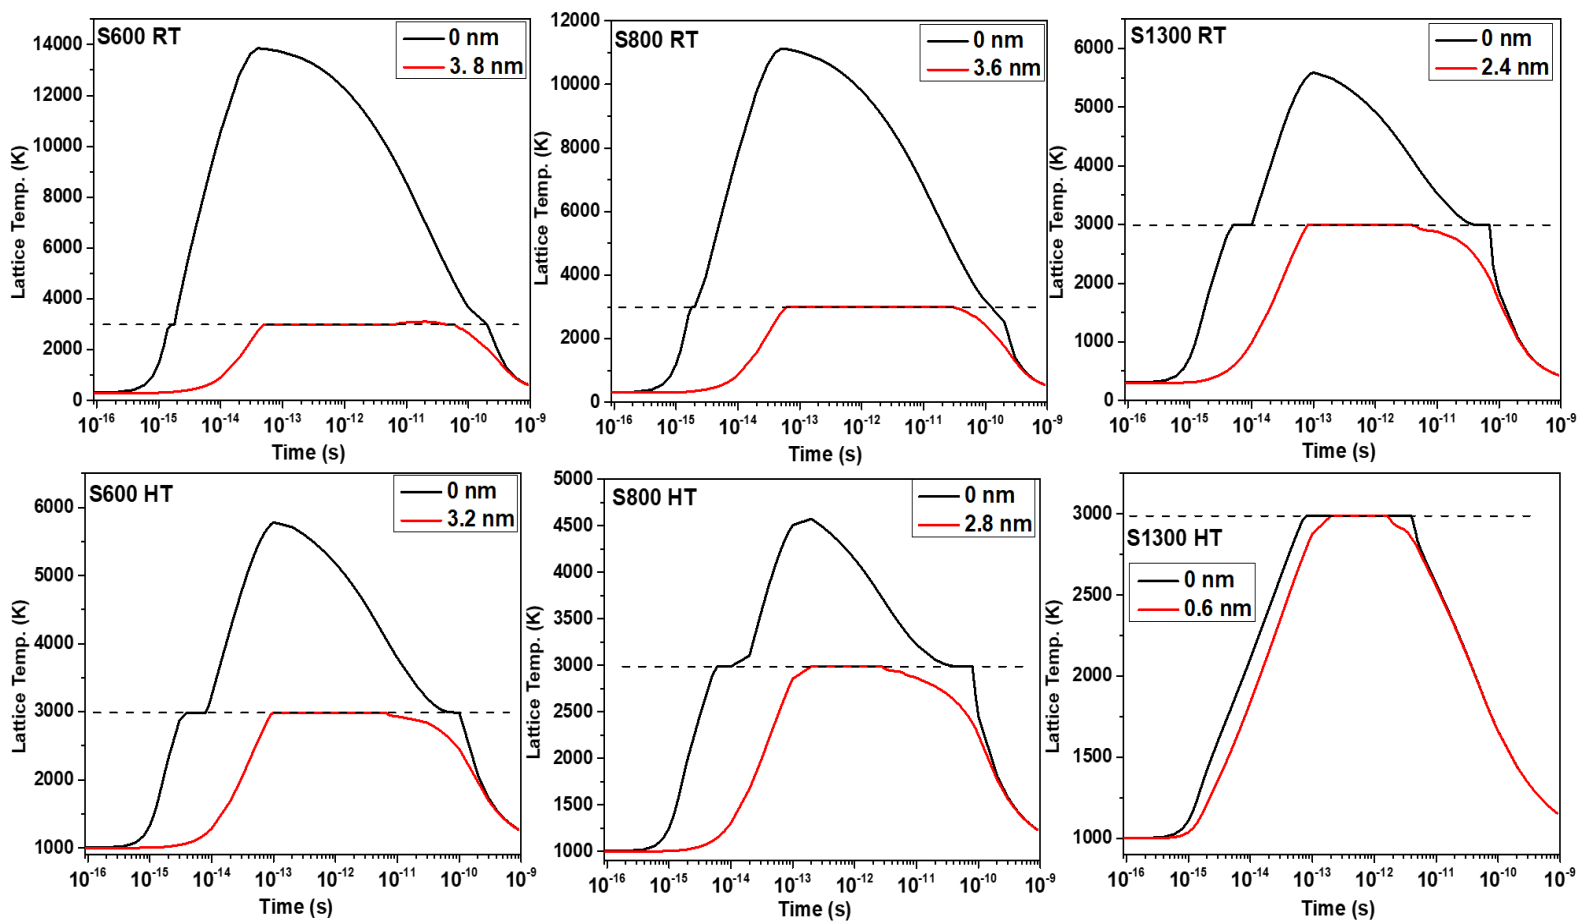 S600 RT
0 nm
3. 8 nm
Lattice Temp. (K)
14000
12000
10000
8000
6000
4000
2000
0
10-16 10-15 10-14 10-13 10-12 10-11 10-10 10-9
Time (s)
S800 RT
0 nm
3.6 nm
Lattice Temp. (K)
12000
10000
8000
6000
4000
2000
0
10-16 10-15 10-14 10-13 10-12 10-11 10-10 10-9
Time (s)
S1300 RT
0 nm
2.4 nm
Lattice Temp. (K)
6000
5000
4000
3000
2000
1000
0
10-16 10-15 10-14 10-13 10-12 10-11 10-10 10-9
Time (s)
S600 HT
0 nm
3.2 nm
Lattice Temp. (K)
6000
5000
4000
3000
2000
1000
10-16 10-15 10-14 10-13 10-12 10-11 10-10 10-9
Time (s)
S800 HT
0 nm
2.8 nm
Lattice Temp. (K)
5000
4500
4000
3500
3000
2500
2000
1500
1000
10-16 10-15 10-14 10-13 10-12 10-11 10-10 10-9
Time (s)
S1300 HT
0 nm
0.6 nm
Lattice Temp. (K)
3000
2500
2000
1500
1000
10-16 10-15 10-14 10-13 10-12 10-11 10-10 10-9
Time (s)